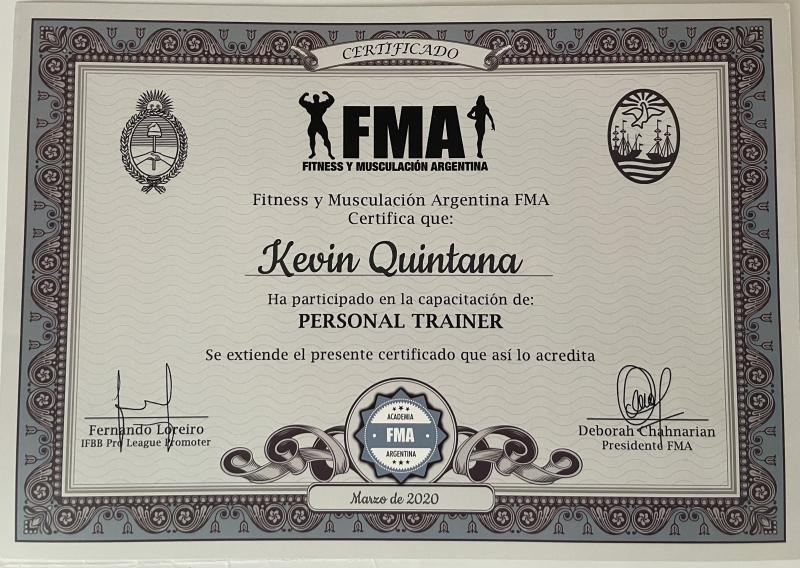 CERTIFICADO
FMA
FITNESS Y MUSCULACIÓN ARGENTINA
Fitness y Musculación Argentina FMA
Certifica que:
Kevin Quintana
Ha participado en la capacitación de:
PERSONAL TRAINER
Se extiende el presente certificado que así lo acredita
Fernando Loreiro
IFBB Pro League Promoter
ACADEMIA
FMA
ARGENTINA
Deborah Chahnarian
Presidente FMA
Marzo de 2020